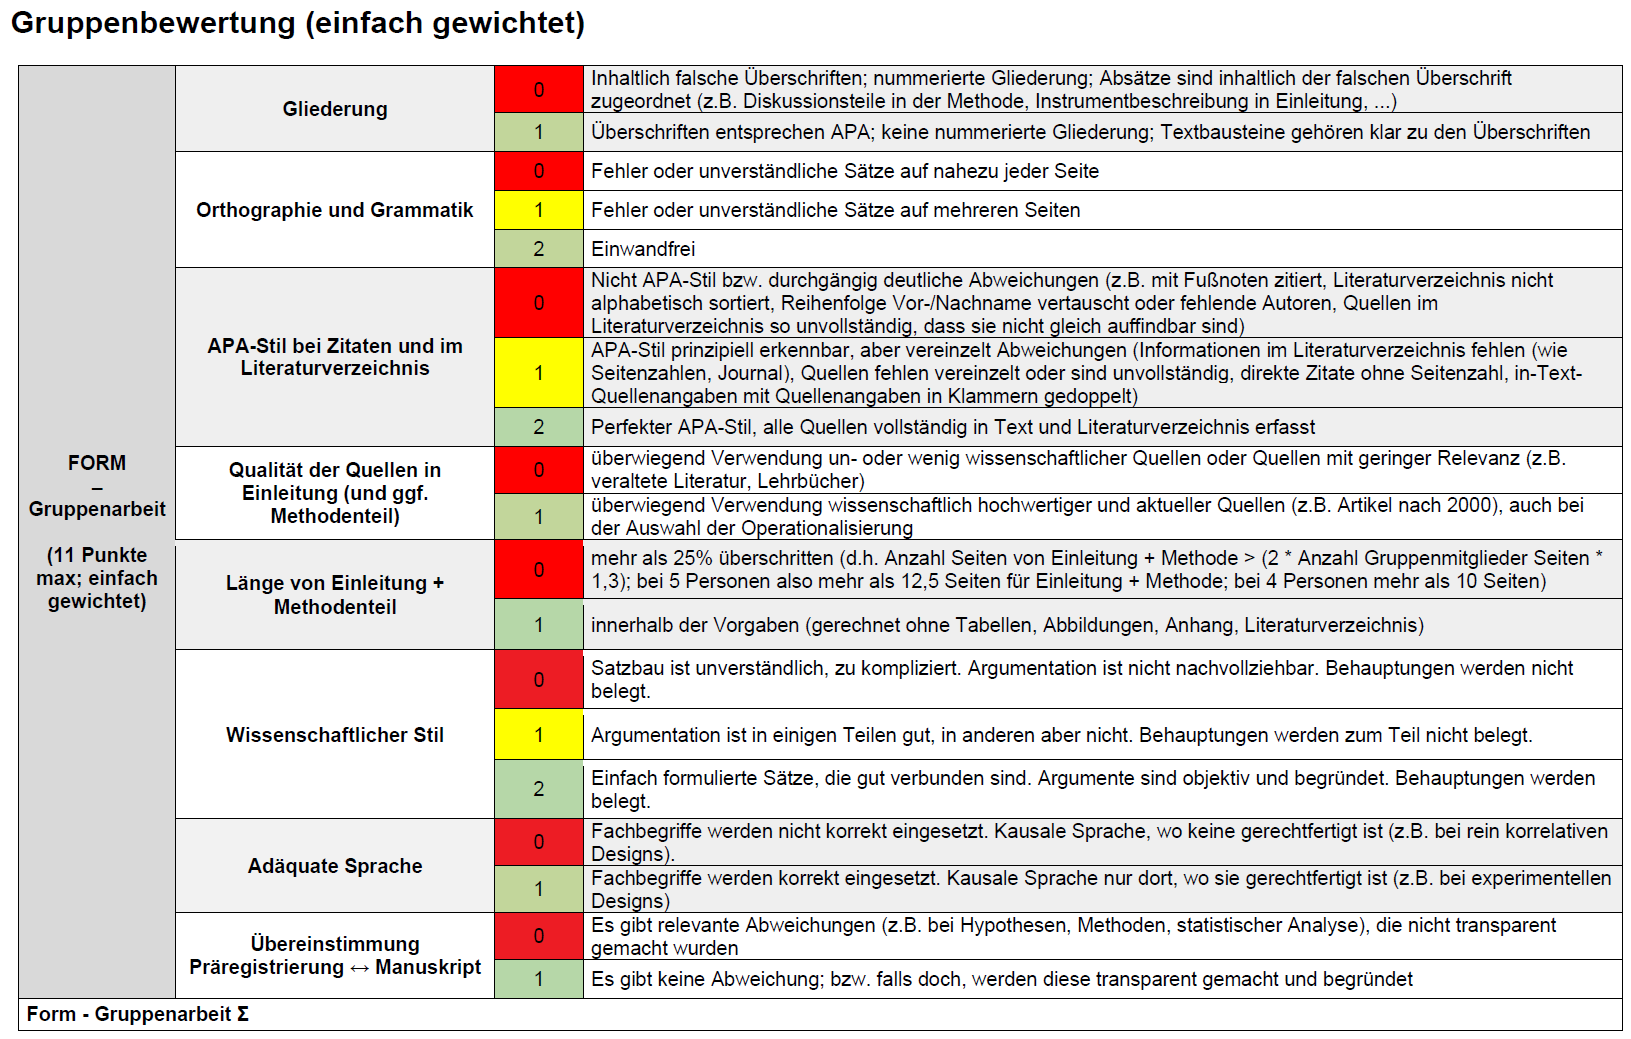 Gruppenbewertung (einfach gewichtet)
FORM
–
Gruppenarbeit
(11 Punkte
max; einfach
gewichtet)
Gliederung
0
Inhaltlich falsche Überschriften; nummerierte Gliederung; Absätze sind inhaltlich der falschen Überschrift
zugeordnet (z.B. Diskussionsteile in der Methode, Instrumentbeschreibung in Einleitung, ...)
1
Überschriften entsprechen APA; keine nummerierte Gliederung; Textbausteine gehören klar zu den Überschriften
Orthographie und Grammatik
0
Fehler oder unverständliche Sätze auf nahezu jeder Seite
1
Fehler oder unverständliche Sätze auf mehreren Seiten
2
Einwandfrei
APA-Stil bei Zitaten und im
Literaturverzeichnis
0
Nicht APA-Stil bzw. durchgängig deutliche Abweichungen (z.B. mit Fußnoten zitiert, Literaturverzeichnis nicht
alphabetisch sortiert, Reihenfolge Vor-/Nachname vertauscht oder fehlende Autoren, Quellen im
Literaturverzeichnis so unvollständig, dass sie nicht gleich auffindbar sind)
1
APA-Stil prinzipiell erkennbar, aber vereinzelt Abweichungen (Informationen im Literaturverzeichnis fehlen (wie
Seitenzahlen, Journal), Quellen fehlen vereinzelt oder sind unvollständig, direkte Zitate ohne Seitenzahl, in-Text-
Quellenangaben mit Quellenangaben in Klammern gedoppelt)
2
Perfekter APA-Stil, alle Quellen vollständig in Text und Literaturverzeichnis erfasst
Qualität der Quellen in
Einleitung (und ggf.
Methodenteil)
0
überwiegend Verwendung un- oder wenig wissenschaftlicher Quellen oder Quellen mit geringer Relevanz (z.B.
veraltete Literatur, Lehrbücher)
1
überwiegend Verwendung wissenschaftlich hochwertiger und aktueller Quellen (z.B. Artikel nach 2000), auch bei
der Auswahl der Operationalisierung
Länge von Einleitung +
Methodenteil
0
mehr als 25% überschritten (d.h. Anzahl Seiten von Einleitung + Methode > (2 * Anzahl Gruppenmitglieder Seiten *
1,3); bei 5 Personen also mehr als 12,5 Seiten für Einleitung + Methode; bei 4 Personen mehr als 10 Seiten)
1
innerhalb der Vorgaben (gerechnet ohne Tabellen, Abbildungen, Anhang, Literaturverzeichnis)
Wissenschaftlicher Stil
0
Satzbau ist unverständlich, zu kompliziert. Argumentation ist nicht nachvollziehbar. Behauptungen werden nicht
belegt.
1
Argumentation ist in einigen Teilen gut, in anderen aber nicht. Behauptungen werden zum Teil nicht belegt.
2
Einfach formulierte Sätze, die gut verbunden sind. Argumente sind objektiv und begründet. Behauptungen werden
belegt.
Adäquate Sprache
0
Fachbegriffe werden nicht korrekt eingesetzt. Kausale Sprache, wo keine gerechtfertigt ist (z.B. bei rein korrelativen
Designs).
1
Fachbegriffe werden korrekt eingesetzt. Kausale Sprache nur dort, wo sie gerechtfertigt ist (z.B. bei experimentellen
Designs)
Übereinstimmung
Präregistrierung ↔ Manuskript
0
Es gibt relevante Abweichungen (z.B. bei Hypothesen, Methoden, statistischer Analyse), die nicht transparent
gemacht wurden
1
Es gibt keine Abweichung; bzw. falls doch, werden diese transparent gemacht und begründet
Form - Gruppenarbeit Σ